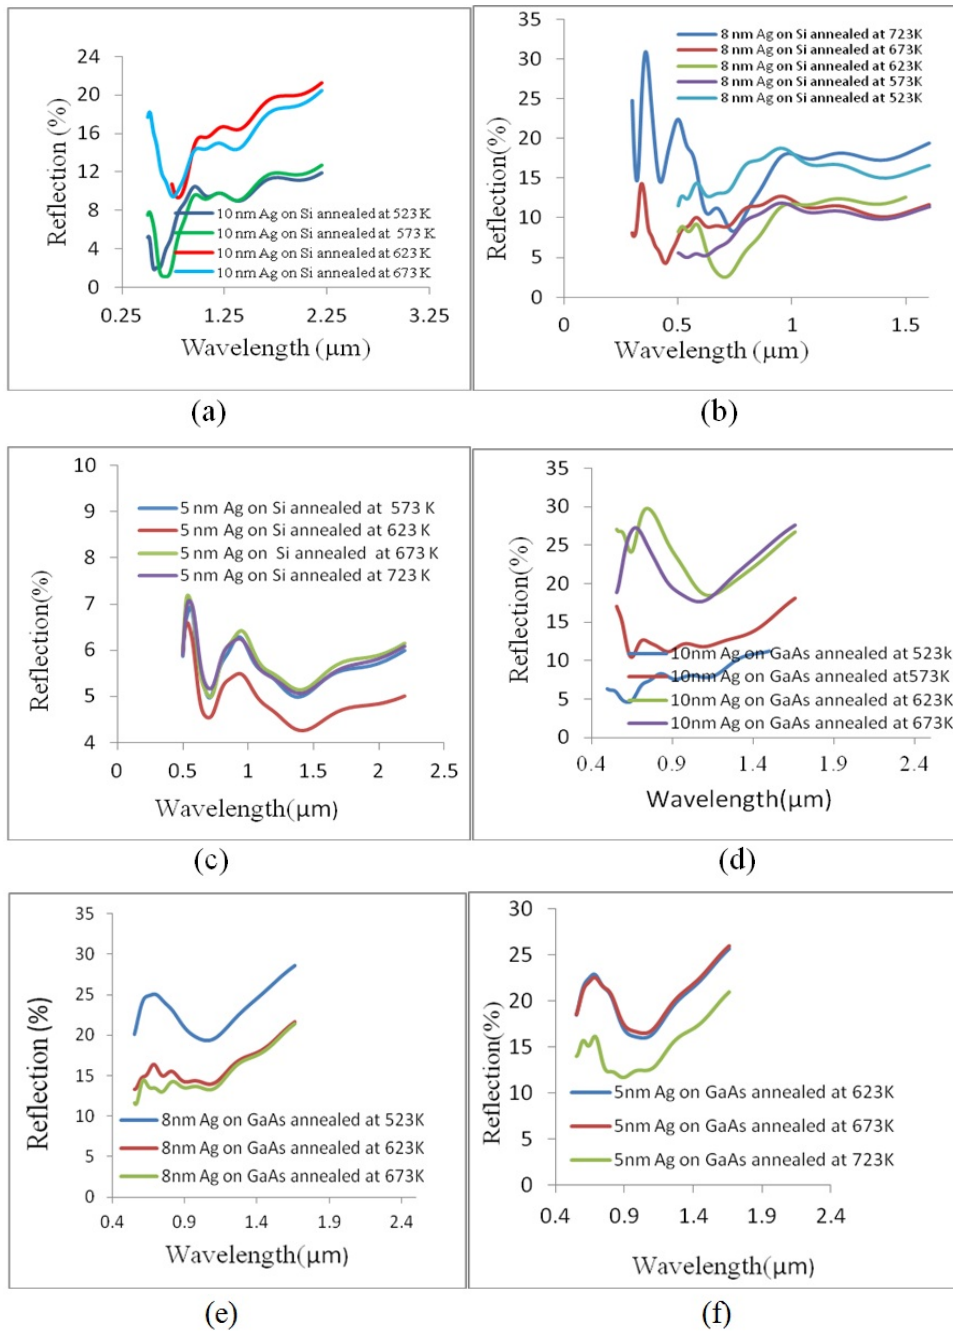 24
20
16
12
8
4
0
Reflection (%)
10 nm Ag on Si annealed at 523 K
10 nm Ag on Si annealed at 573 K
10 nm Ag on Si annealed at 623 K
10 nm Ag on Si annealed at 673 K
0.25 1.25 2.25 3.25
Wavelength (μm)
(a)
35
30
25
20
15
10
5
0
Reflection(%)
8 nm Ag on Si annealed at 723K
8 nm Ag on Si annealed at 673K
8 nm Ag on Si annealed at 623K
8 nm Ag on Si annealed at 573K
8 nm Ag on Si annealed at 523K
0 0.5 1 1.5
Wavelength (μm)
(b)
10
9
8
7
6
5
4
Reflection(%)
5 nm Ag on Si annealed at 573 K
5 nm Ag on Si annealed at 623 K
5 nm Ag on Si annealed at 673 K
5 nm Ag on Si annealed at 723 K
0 0.5 1 1.5 2 2.5
Wavelength(μm)
(c)
35
30
25
20
15
10
5
0
Reflection(%)
10nm Ag on GaAs annealed at 523k
10nm Ag on GaAs annealed at573K
10nm Ag on GaAs annealed at 623K
10nm Ag on GaAs annealed at 673K
0.4 0.9 1.4 1.9 2.4
Wavelength(μm)
(d)
35
30
25
20
15
10
5
0
Reflection (%)
8nm Ag on GaAs annealed at 523K
8nm Ag on GaAs annealed at 623K
8nm Ag on GaAs annealed at 673K
0.4 0.9 1.4 1.9 2.4
Wavelength(μm)
(e)
30
25
20
15
10
5
0
Reflection(%)
5nm Ag on GaAs annealed at 623K
5nm Ag on GaAs annealed at 673K
5nm Ag on GaAs annealed at 723K
0.4 0.9 1.4 1.9 2.4
Wavelength(μm)
(f)